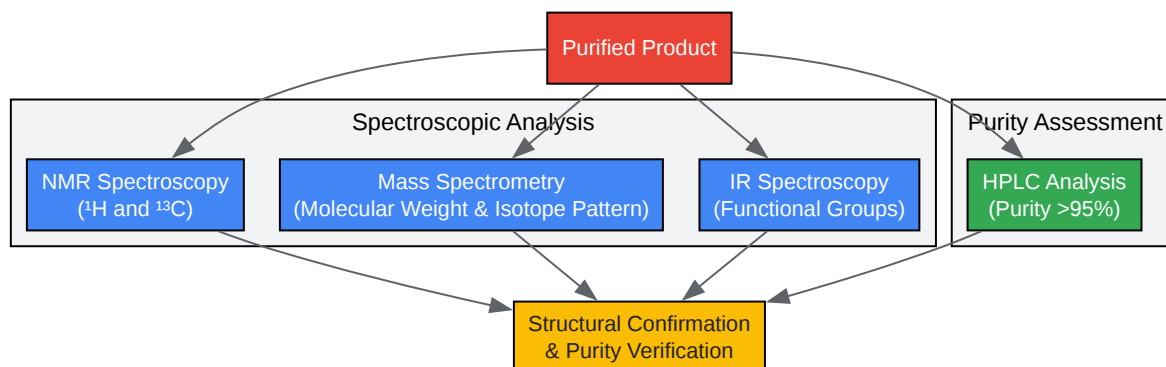 Purified Product
Spectroscopic Analysis
Purity Assessment
NMR Spectroscopy
(¹H and ¹³C)
Mass Spectrometry
(Molecular Weight & Isotope Pattern)
IR Spectroscopy
(Functional Groups)
HPLC Analysis
(Purity >95%)
Structural Confirmation
& Purity Verification